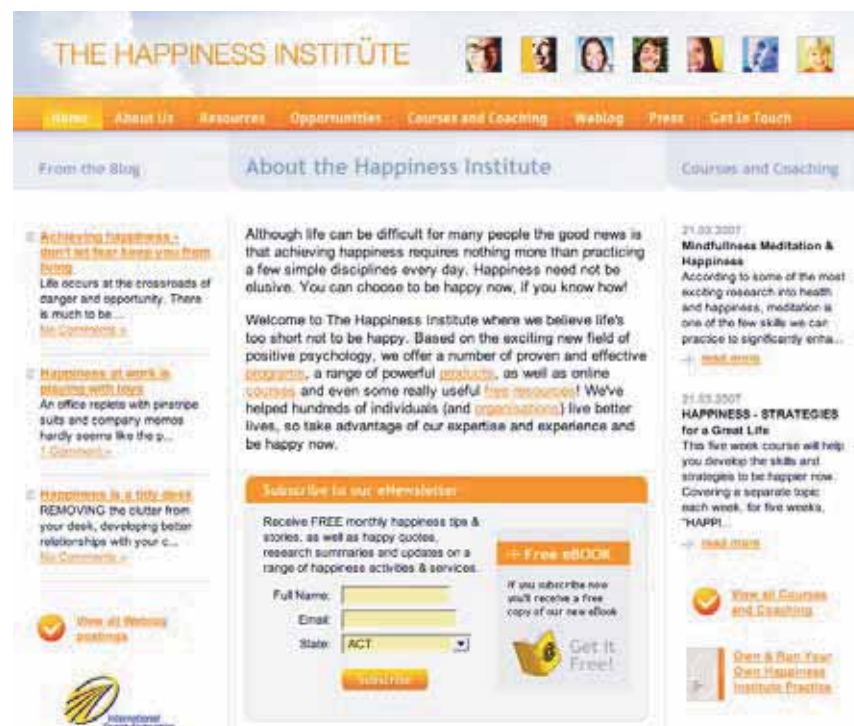 THE HAPPINESS INSTITÜTE
Home About Us Resources Opportunities Courses and Coaching Weblog Press Get In Touch
From the Blog
Achieving happiness -
don't let fear keep you from
living
Life occurs at the crossroads of
danger and opportunity. There
is much to be...
No Comments »
Happiness at work is
playing with toys
An office replete with pinstripe
suits and company memos
hardly seems like the p...
1 Comment »
Happiness is a tidy desk
REMOVING the clutter from
your desk, developing better
relationships with your c...
No Comments »
View all Weblog
postings
International
About the Happiness Institute
Although life can be difficult for many people the good news is
that achieving happiness requires nothing more than practicing
a few simple disciplines every day. Happiness need not be
elusive. You can choose to be happy now, if you know how!
Welcome to The Happiness Institute where we believe life's
too short not to be happy. Based on the exciting new field of
positive psychology, we offer a number of proven and effective
programs, a range of powerful products, as well as online
courses and even some really useful free resources! We've
helped hundreds of individuals (and organisations) live better
lives, so take advantage of our expertise and experience and
be happy now.
Subscribe to our eNewsletter
Receive FREE monthly happiness tips &
stories, as well as happy quotes,
research summaries and updates on a
range of happiness activities & services.
Full Name:
Email:
State: ACT
Subscribe
Free eBOOK
If you subscribe now
you'll receive a free
copy of our new eBook
Get It
Free!
Courses and Coaching
21.03.2007
Mindfullness Meditation &
Happiness
According to some of the most
exciting research into health
and happiness, meditation is
one of the few skills we can
practice to significantly enha...
read more
21.03.2007
HAPPINESS - STRATEGIES
for a Great Life
This five week course will help
you develop the skills and
strategies to be happier now.
Covering a separate topic
each week, for five weeks,
"HAPPI...
read more
View all Courses
and Coaching
Own & Run Your
Own Happiness
Institute Practice